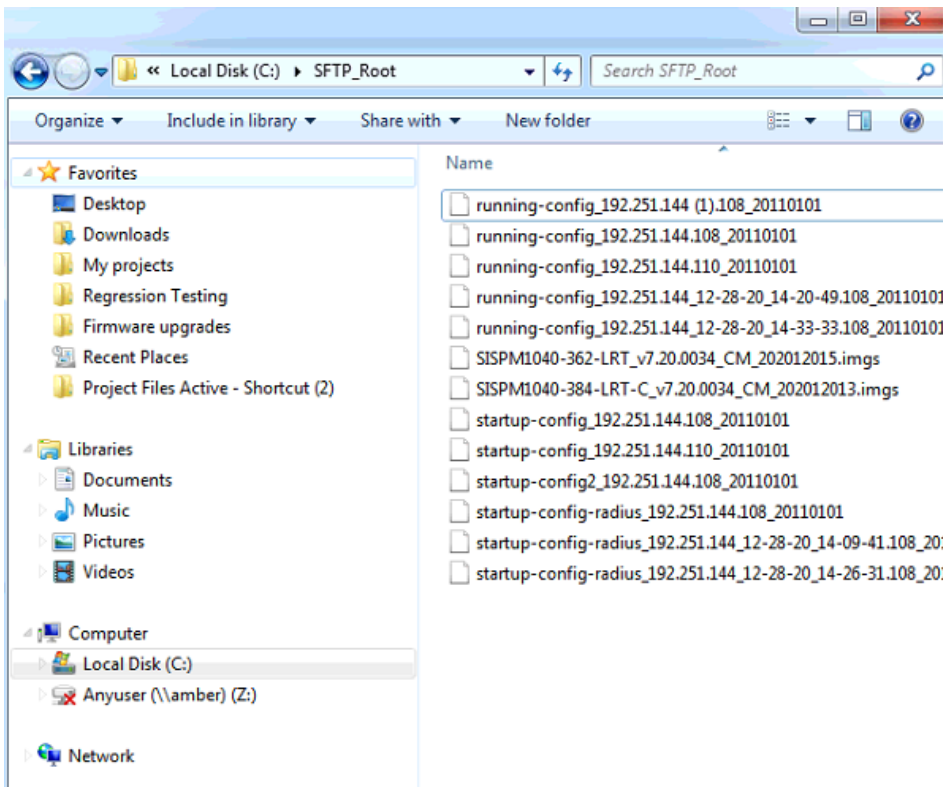 « Local Disk (C:) ▸ SFTP_Root
Search SFTP_Root
Organize
Include in library
Share with
New folder
Favorites
Desktop
Downloads
My projects
Regression Testing
Firmware upgrades
Recent Places
Project Files Active - Shortcut (2)
Libraries
Documents
Music
Pictures
Videos
Computer
Local Disk (C:)
Anyuser (\\amber) (Z:)
Network
Name
running-config_192.251.144 (1).108_20110101
running-config_192.251.144.108_20110101
running-config_192.251.144.110_20110101
running-config_192.251.144_12-28-20_14-20-49.108_20110101
running-config_192.251.144_12-28-20_14-33-33.108_20110101
SISPM1040-362-LRT_v7.20.0034_CM_202012015.imgs
SISPM1040-384-LRT-C_v7.20.0034_CM_202012013.imgs
startup-config_192.251.144.108_20110101
startup-config_192.251.144.110_20110101
startup-config2_192.251.144.108_20110101
startup-config-radius_192.251.144.108_20110101
startup-config-radius_192.251.144_12-28-20_14-09-41.108_20
startup-config-radius_192.251.144_12-28-20_14-26-31.108_20